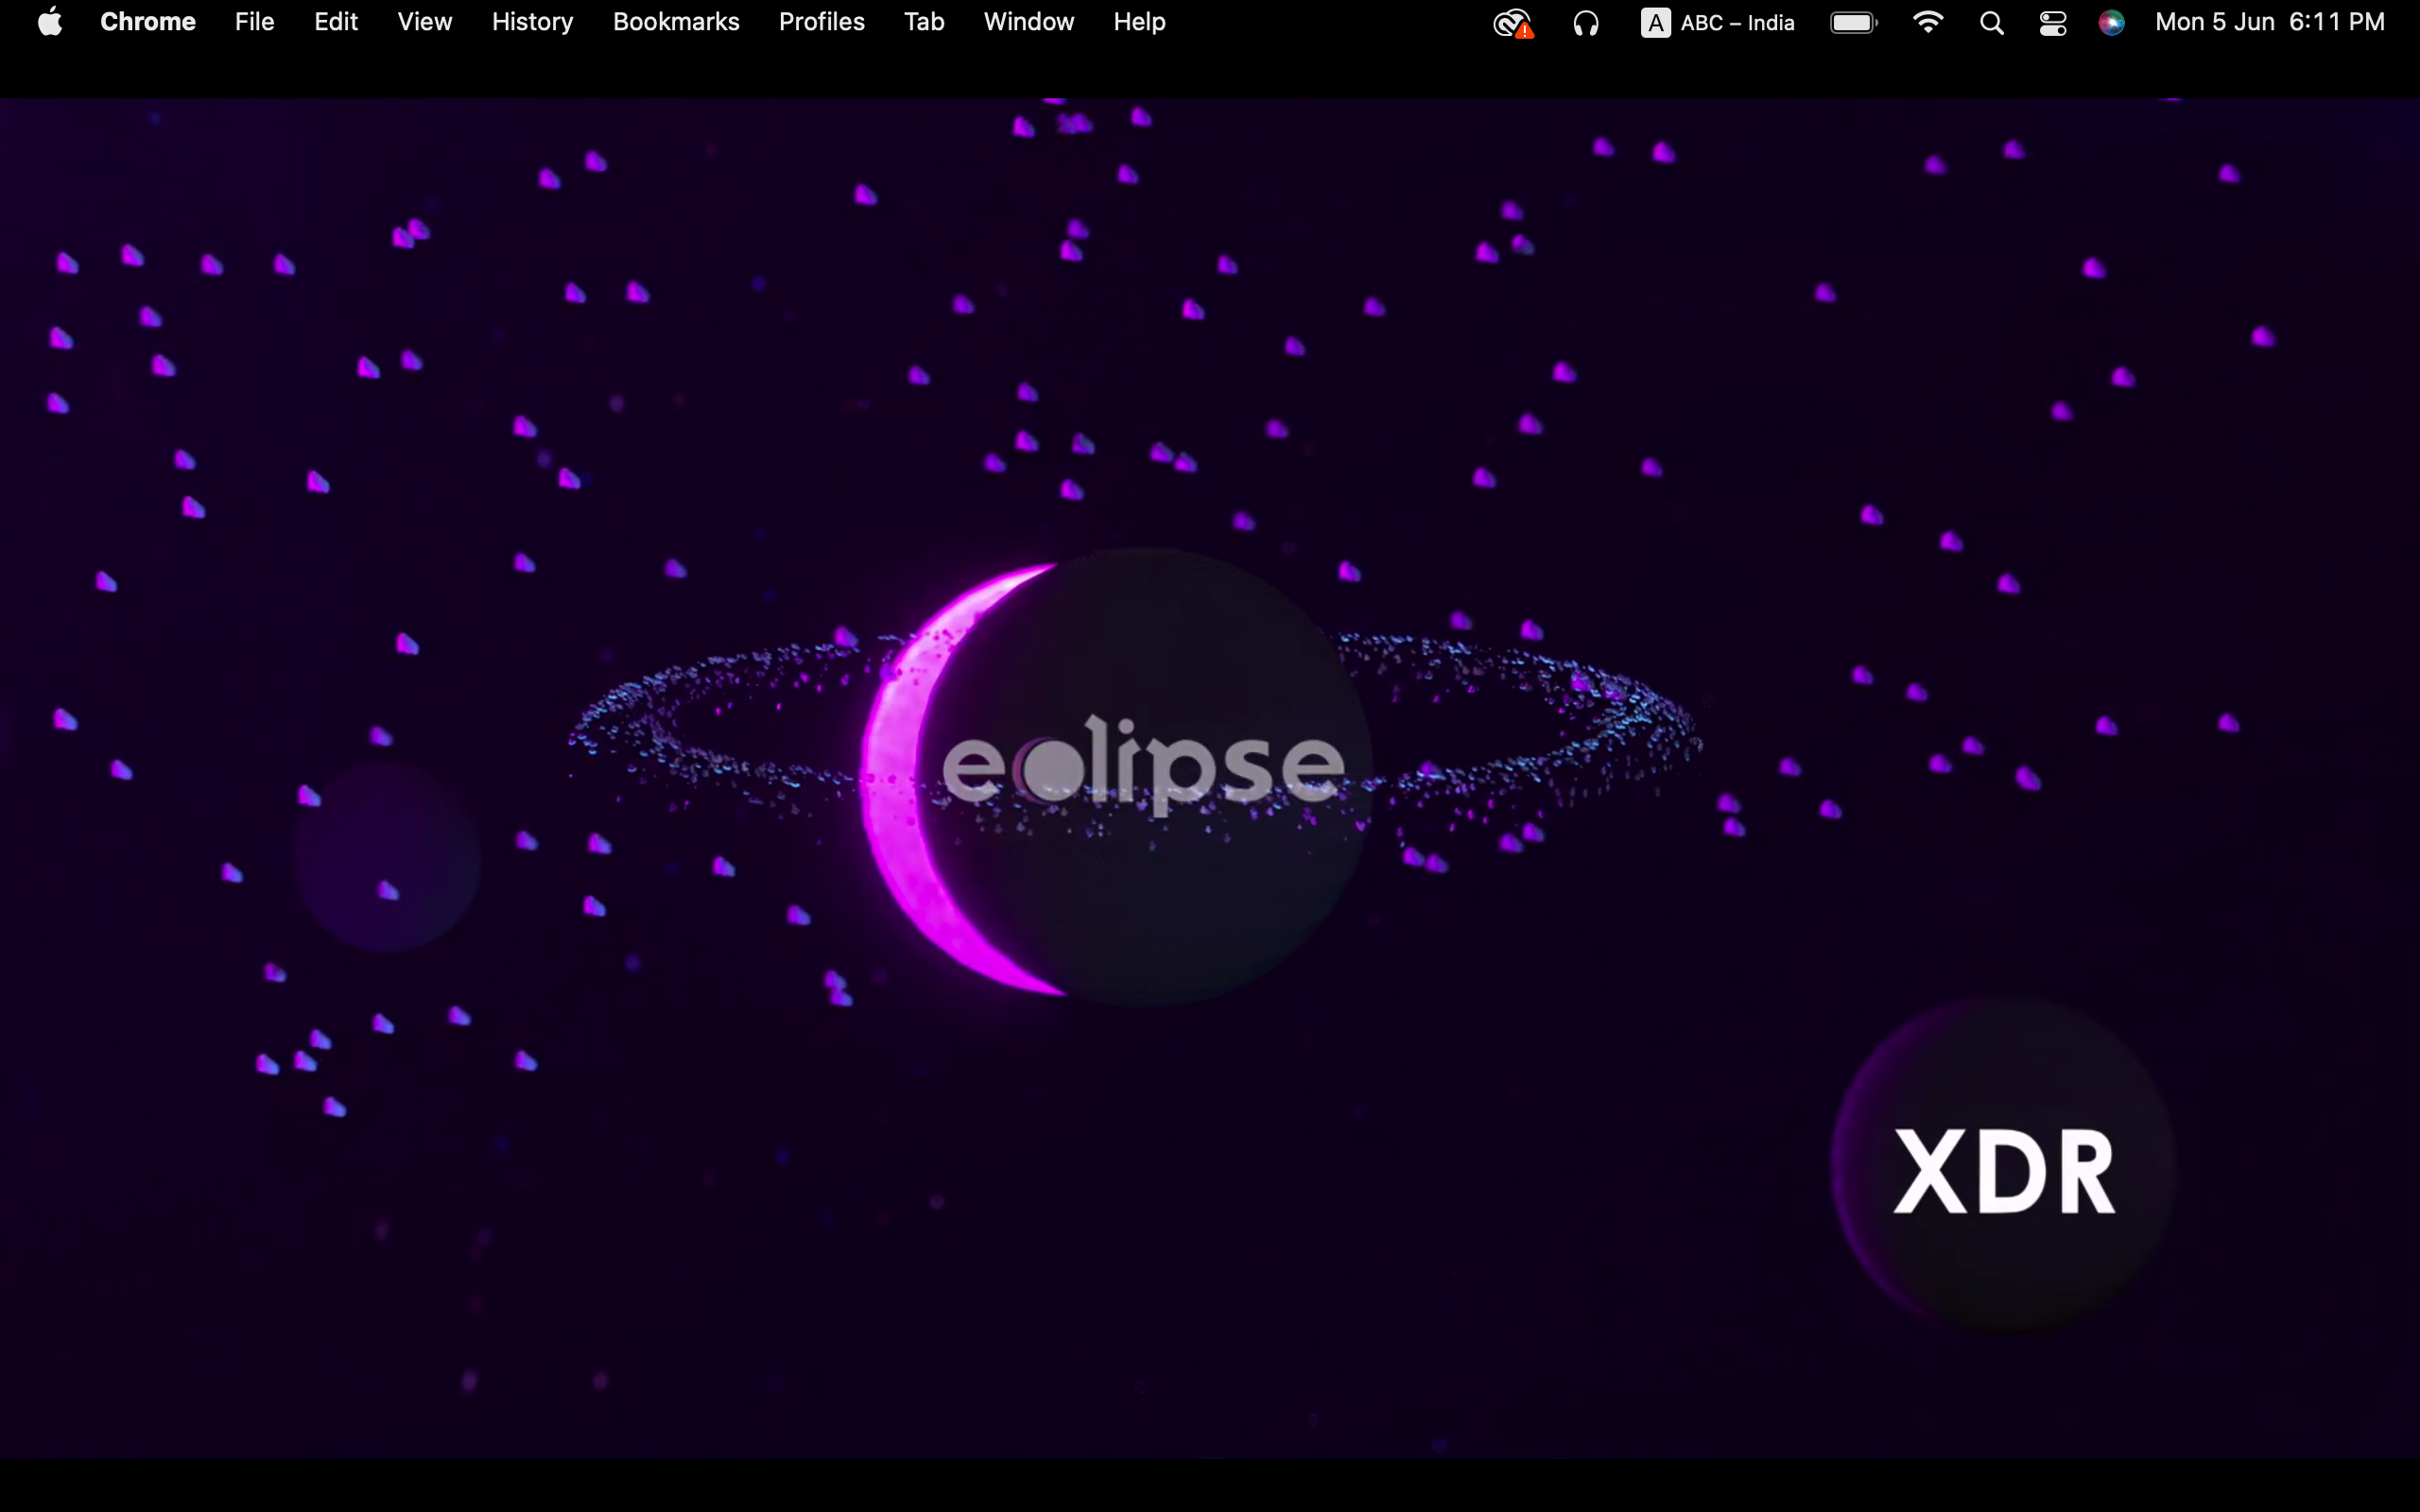 Chrome File Edit View History Bookmarks Profiles Tab Window Help A ABC – India Mon 5 Jun 6:11 PM
eclipse
XDR